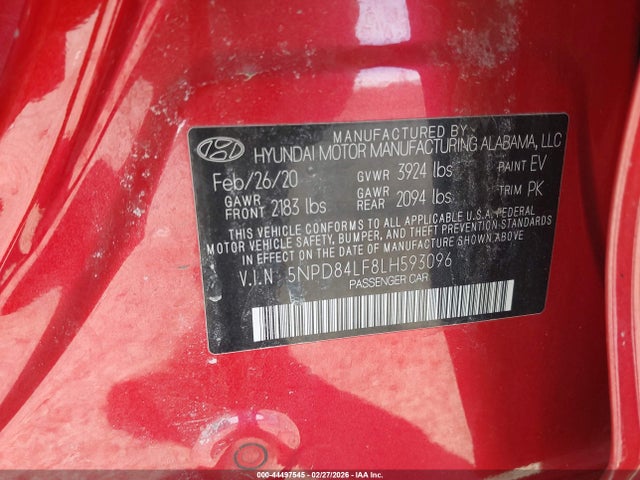 MANUFACTURED BY
HYUNDAI MOTOR MANUFACTURING ALABAMA, LLC
Feb/26/20 GVWR 3924 lbs PAINT EV
GAWR FRONT 2183 lbs GAWR REAR 2094 lbs TRIM PK
THIS VEHICLE CONFORMS TO ALL APPLICABLE U.S.A. FEDERAL
MOTOR VEHICLE SAFETY, BUMPER, AND THEFT PREVENTION STANDARDS
IN EFFECT ON THE DATE OF MANUFACTURE SHOWN ABOVE.
V.I.N 5NPD84LF8LH593096
PASSENGER CAR
000-44497545 - 02/27/2026 - IAA Inc.